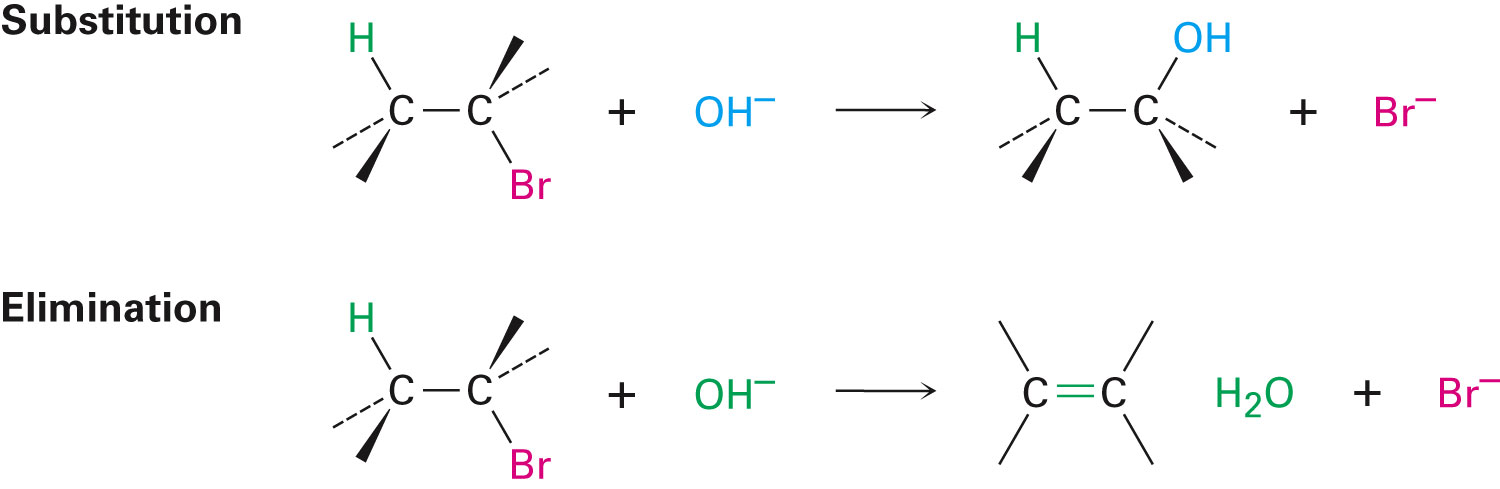 Substitution
H
C — C
Br
+ OH⁻ ⟶
H
OH
C — C
+ Br⁻
Elimination
H
C — C
Br
+ OH⁻ ⟶
C = C
H₂O + Br⁻